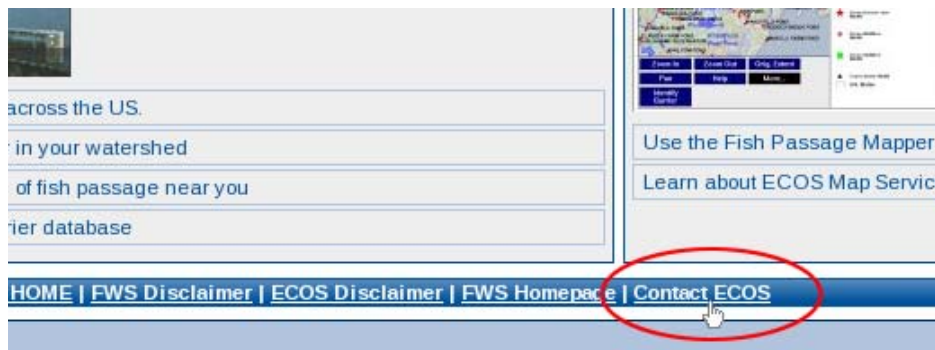 Zoom In Zoom Out Orig. Extent
Pan Help More...
Identify
Barrier
across the US.
in your watershed
of fish passage near you
rier database
Use the Fish Passage Mapper
Learn about ECOS Map Servic
HOME | FWS Disclaimer | ECOS Disclaimer | FWS Homepage | Contact ECOS